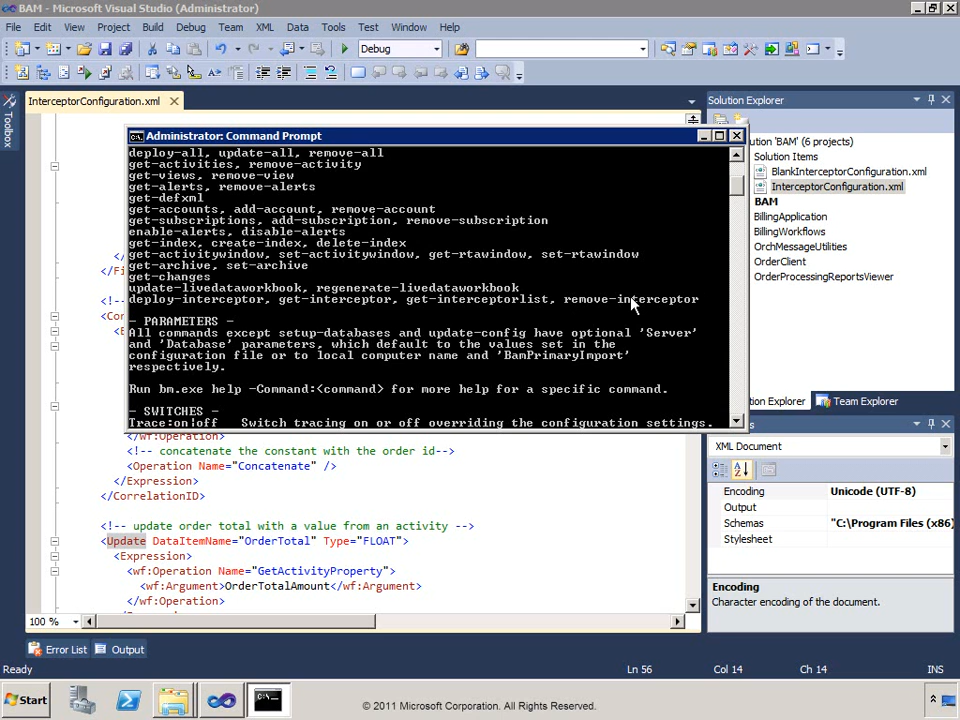 BAM - Microsoft Visual Studio (Administrator)
File Edit View Project Build Debug Team XML Data Tools Test Window Help
Debug
InterceptorConfiguration.xml
Toolbox
Administrator: Command Prompt
deploy-all, update-all, remove-all
get-activities, remove-activity
get-views, remove-view
get-alerts, remove-alerts
get-defxml
get-accounts, add-account, remove-account
get-subscriptions, add-subscription, remove-subscription
enable-alerts, disable-alerts
get-index, create-index, delete-index
get-activitywindow, set-activitywindow, get-rtawindow, set-rtawindow
get-archive, set-archive
get-changes
update-livedataworkbook, regenerate-livedataworkbook
deploy-interceptor, get-interceptor, get-interceptorlist, remove-interceptor
- PARAMETERS -
All commands except setup-databases and update-config have optional 'Server'
and 'Database' parameters, which default to the values set in the
configuration file or to local computer name and 'BamPrimaryImport'
respectively.
Run bm.exe help -Command:<command> for more help for a specific command.
- SWITCHES -
Trace:on|off Switch tracing on or off overriding the configuration settings.
</
</Fi
<!--
<Cor
<E
</wf:Operation>
<!-- concatenate the constant with the order id-->
<Operation Name="Concatenate" />
</Expression>
</CorrelationID>
<!-- update order total with a value from an activity -->
<Update DataItemName="OrderTotal" Type="FLOAT">
<Expression>
<wf:Operation Name="GetActivityProperty">
<wf:Argument>OrderTotalAmount</wf:Argument>
</wf:Operation>
100 %
Solution Explorer
ution 'BAM' (6 projects)
Solution Items
BlankInterceptorConfiguration.xml
InterceptorConfiguration.xml
BAM
BillingApplication
BillingWorkflows
OrchMessageUtilities
OrderClient
OrderProcessingReportsViewer
tion Explorer Team Explorer
s
XML Document
Encoding Unicode (UTF-8)
Output
Schemas "C:\Program Files (x86)
Stylesheet
Encoding
Character encoding of the document.
Error List Output
Ready Ln 56 Col 14 Ch 14 INS
Start
© 2011 Microsoft Corporation. All Rights Reserved.